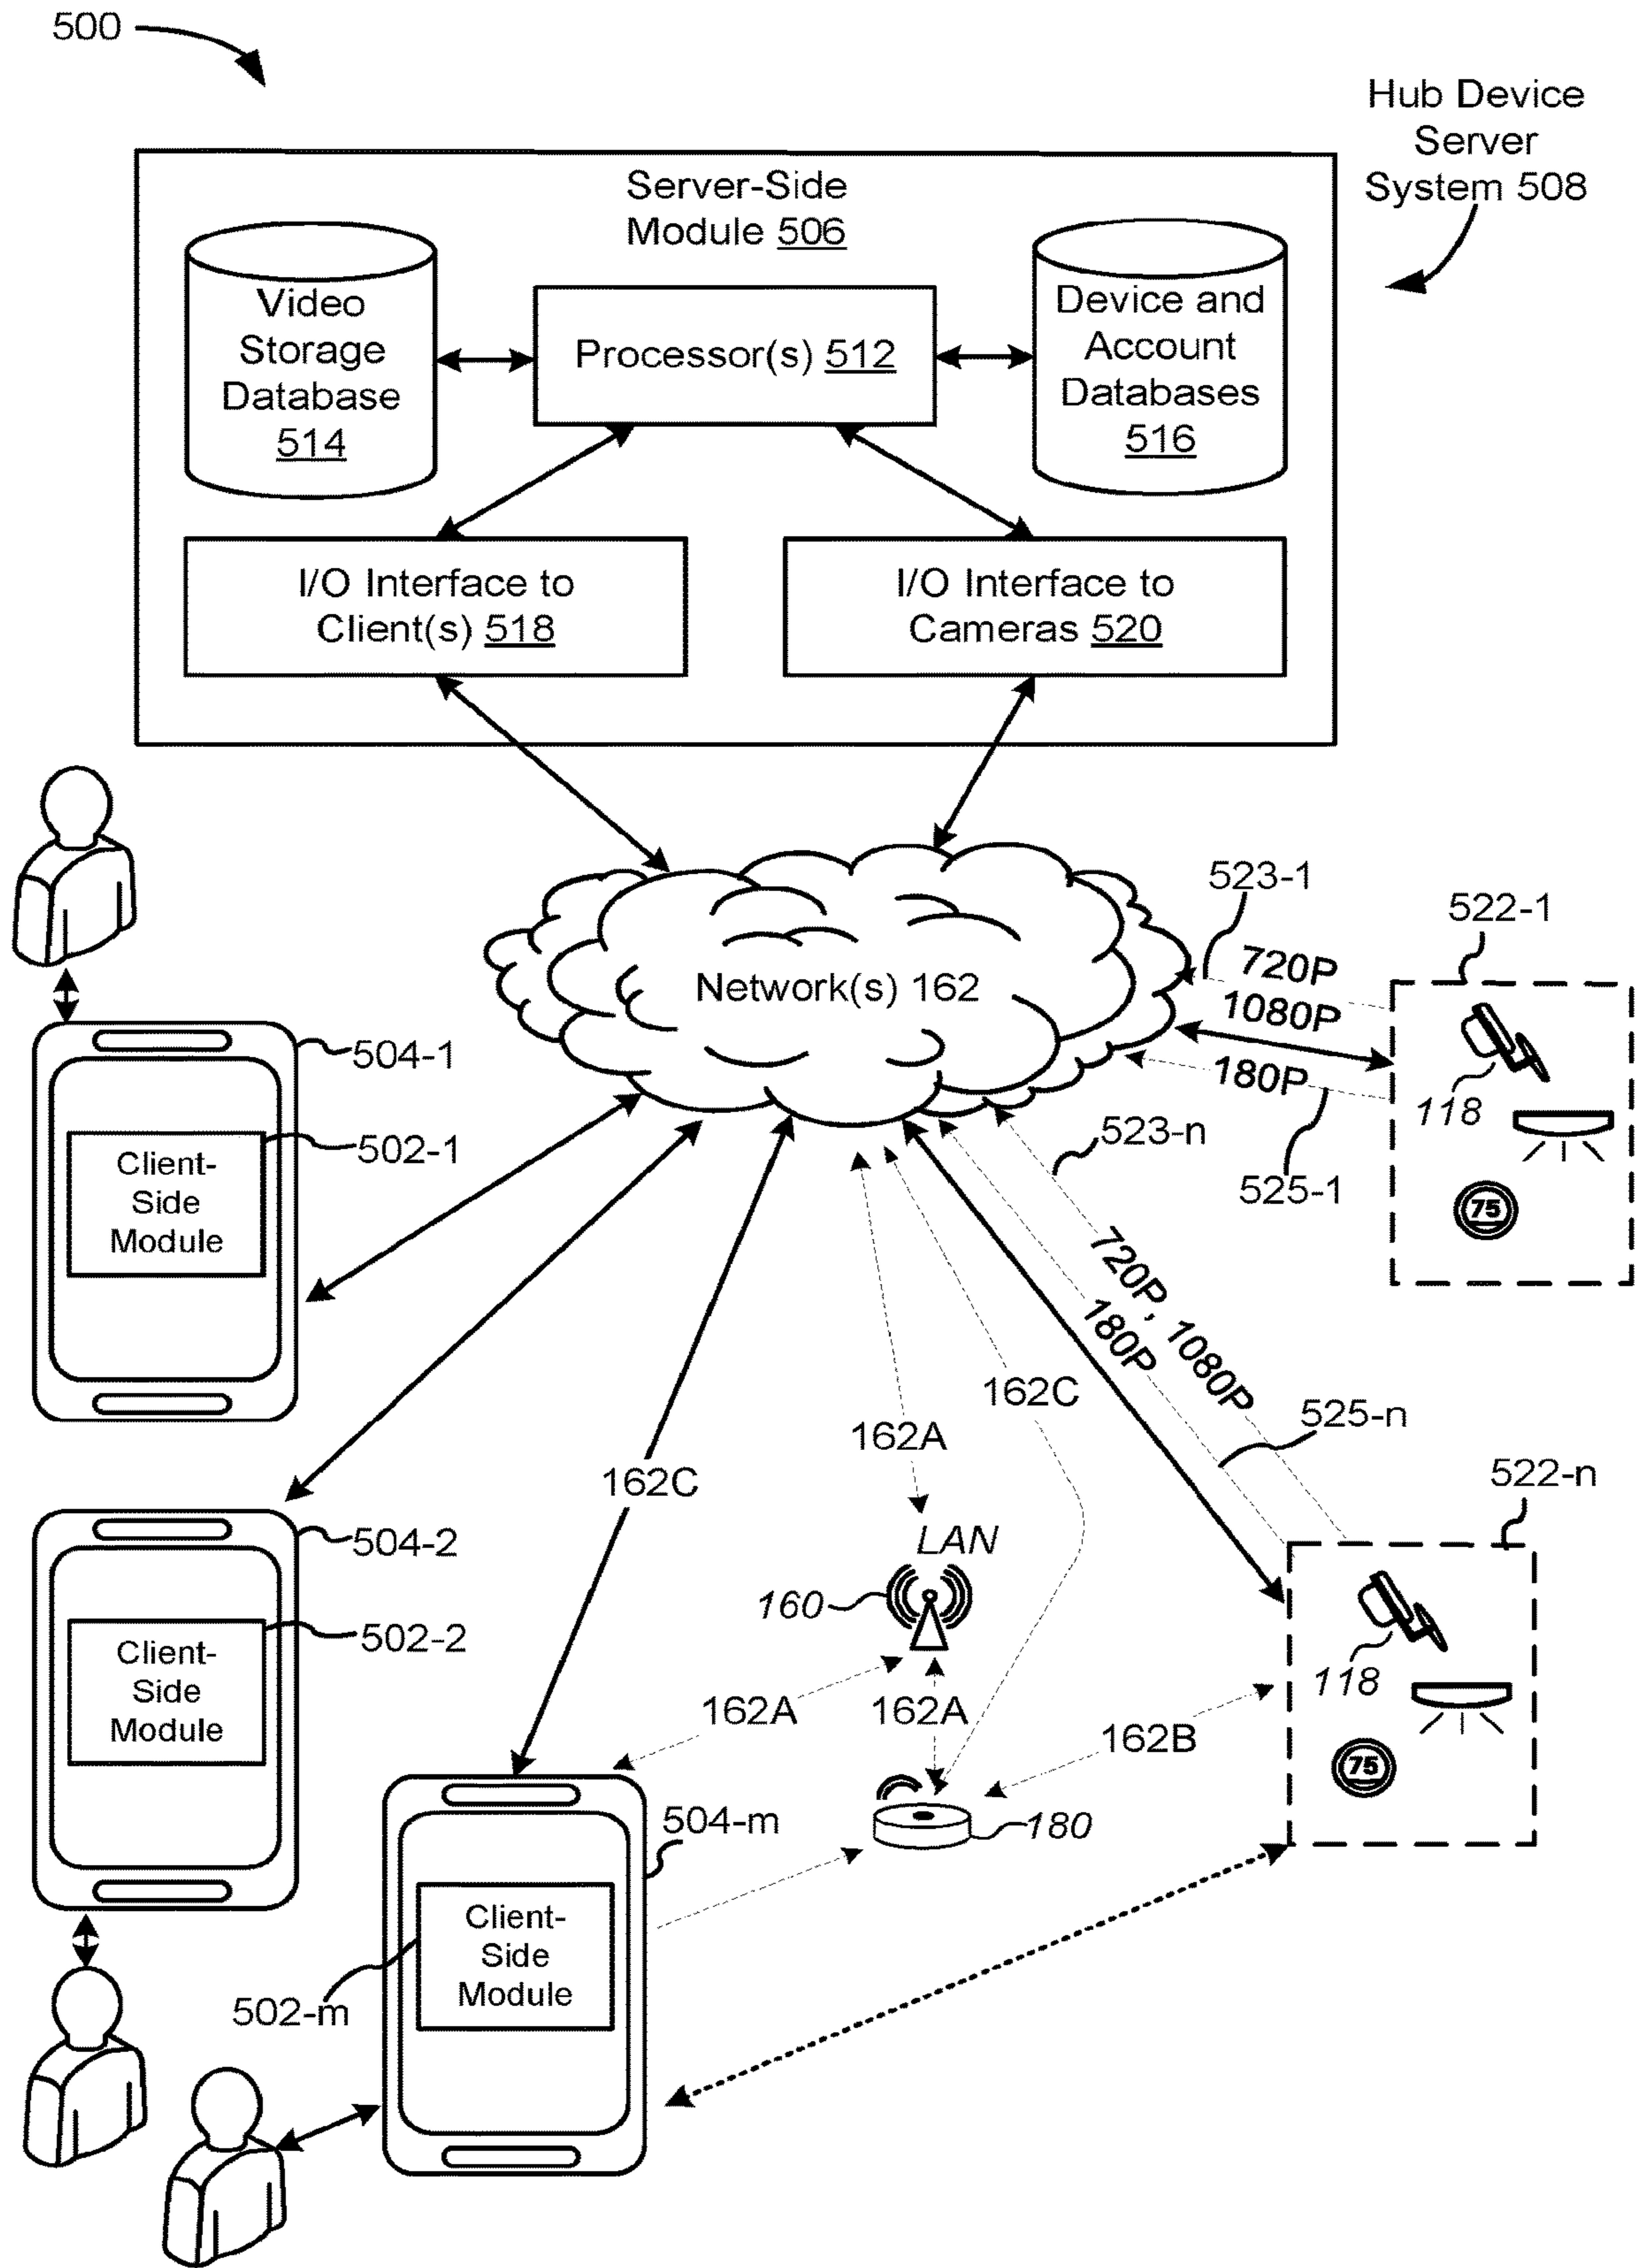 500
Hub Device
Server
System 508
Server-Side
Module 506
Video
Storage
Database
514
Processor(s) 512
Device and
Account
Databases
516
I/O Interface to
Client(s) 518
I/O Interface to
Cameras 520
Network(s) 162
523-1
522-1
720P
1080P
180P
118
525-1
75
504-1
502-1
Client-
Side
Module
523-n
720P, 1080P
180P
162C
162A
162C
525-n
522-n
504-2
502-2
Client-
Side
Module
LAN
160
118
162A
162A
162B
75
504-m
180
Client-
Side
Module
502-m